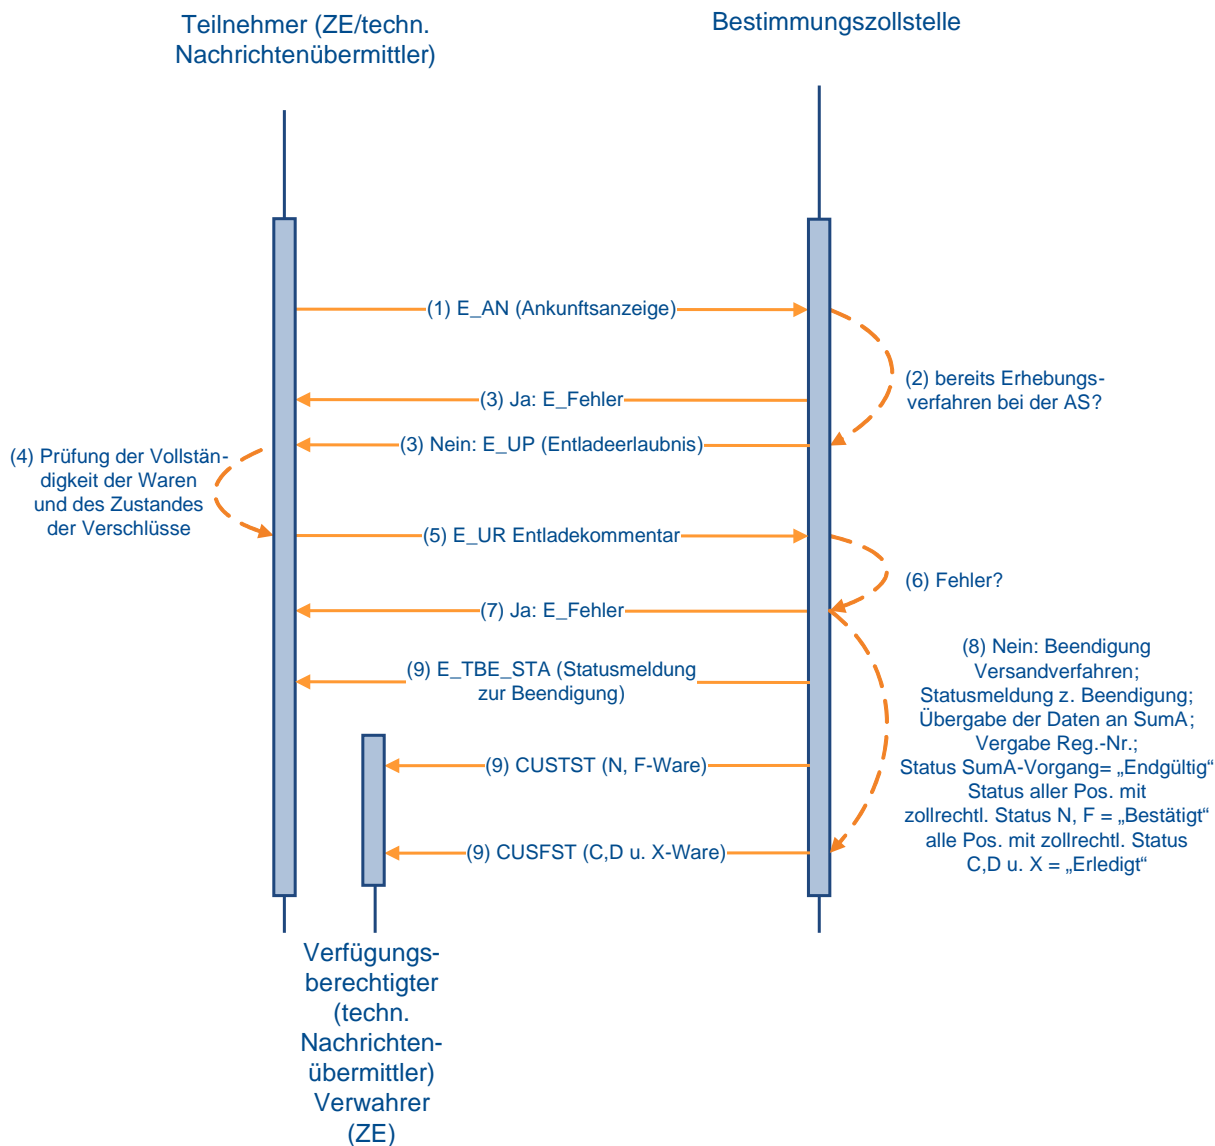 Teilnehmer (ZE/techn.
Nachrichtenübermittler)
Bestimmungszollstelle
(1) E_AN (Ankunftsanzeige)
(2) bereits Erhebungs-
verfahren bei der AS?
(3) Ja: E_Fehler
(3) Nein: E_UP (Entladeerlaubnis)
(4) Prüfung der Vollstän-
digkeit der Waren
und des Zustandes
der Verschlüsse
(5) E_UR Entladekommentar
(6) Fehler?
(7) Ja: E_Fehler
(8) Nein: Beendigung
Versandverfahren;
Statusmeldung z. Beendigung;
Übergabe der Daten an SumA;
Vergabe Reg.-Nr.;
Status SumA-Vorgang= „Endgültig“
Status aller Pos. mit
zollrechtl. Status N, F = „Bestätigt“
alle Pos. mit zollrechtl. Status
C,D u. X = „Erledigt“
(9) E_TBE_STA (Statusmeldung
zur Beendigung)
(9) CUSTST (N, F-Ware)
(9) CUSFST (C,D u. X-Ware)
Verfügungs-
berechtigter
(techn.
Nachrichten-
übermittler)
Verwahrer
(ZE)